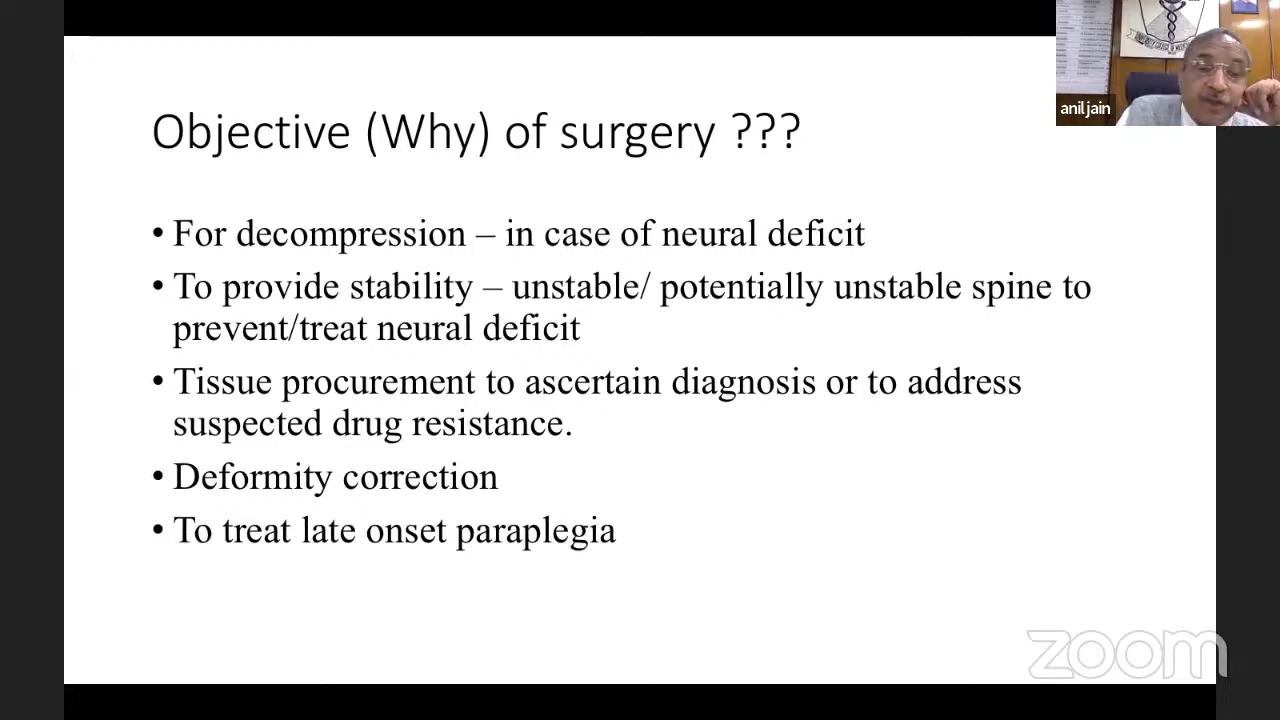 anil jain
Objective (Why) of surgery ???
• For decompression – in case of neural deficit
• To provide stability – unstable/ potentially unstable spine to
prevent/treat neural deficit
• Tissue procurement to ascertain diagnosis or to address
suspected drug resistance.
• Deformity correction
• To treat late onset paraplegia
zoom